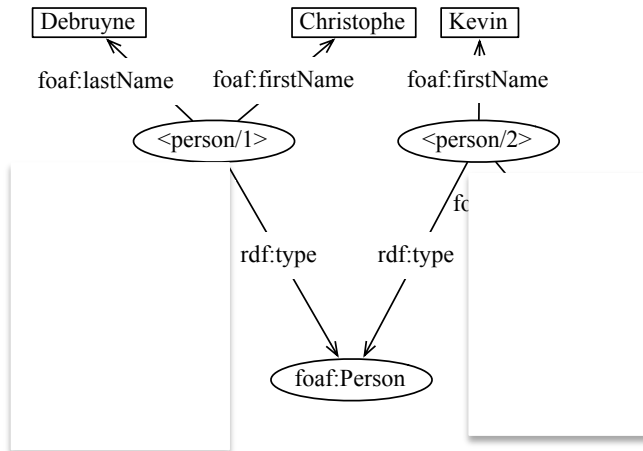 Debruyne Christophe Kevin
foaf:lastName foaf:firstName foaf:firstName
<person/1> <person/2>
rdf:type rdf:type
foaf:Person